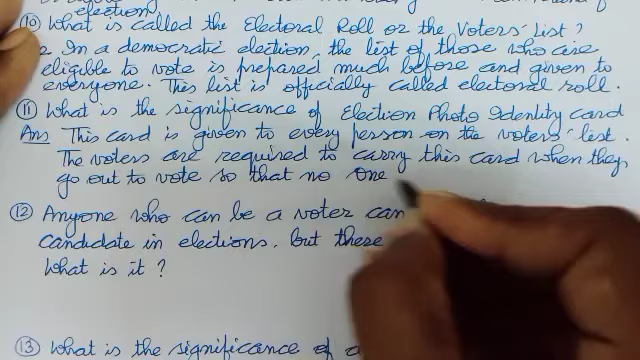 election
(10) What is called the Electoral Roll or the Voters' List?
In a democratic election, the list of those who are
eligible to vote is prepared much before and given to
everyone. This list is officially called electoral roll.
(11) What is the significance of Election Photo Identity card
Ans This card is given to every person on the voters' list.
The voters are required to carry this card when they
go out to vote so that no one
(12) Anyone who can be a voter can
candidate in elections. but these
What is it?
(13) What is the significance of